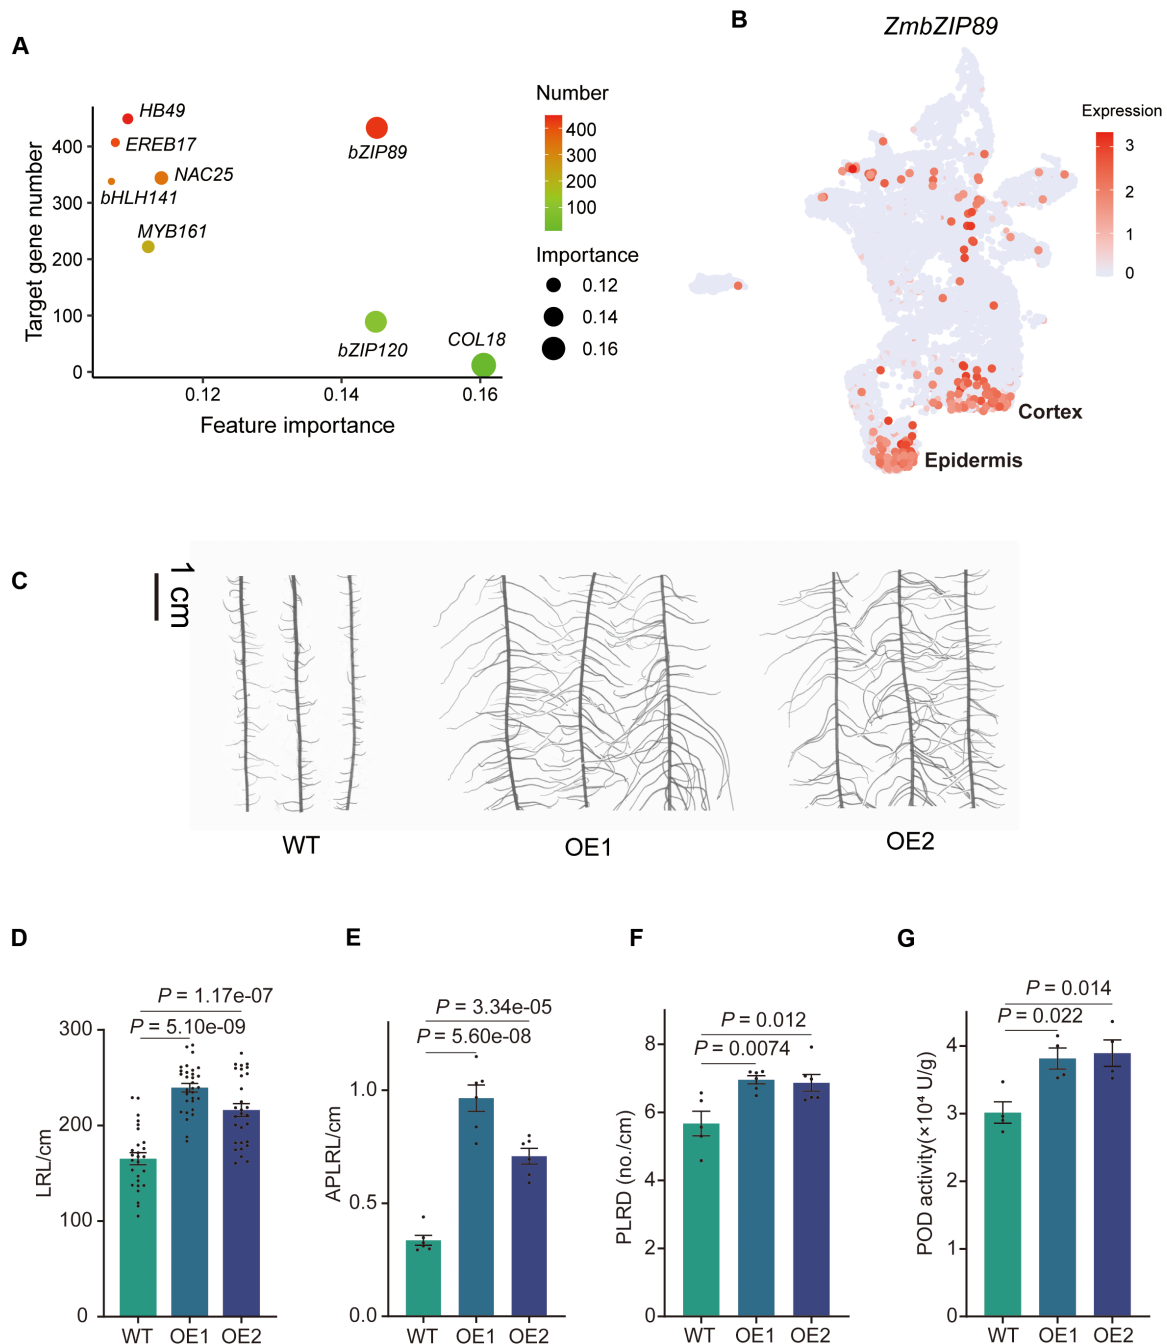 A
Target gene number
400
300
200
100
0
HB49
EREB17
NAC25
bHLH141
MYB161
bZIP89
bZIP120
COL18
0.12
0.14
0.16
Feature importance
Number
400
300
200
100
Importance
0.12
0.14
0.16
B
ZmbZIP89
Expression
3
2
1
0
Cortex
Epidermis
C
1 cm
WT
OE1
OE2
D
P = 1.17e-07
P = 5.10e-09
LRL/cm
300
200
100
0
WT OE1 OE2
E
P = 3.34e-05
P = 5.60e-08
APLRL/cm
1.0
0.5
0.0
WT OE1 OE2
F
P = 0.012
P = 0.0074
PLRD (no./cm)
8
6
4
2
0
WT OE1 OE2
G
P = 0.014
P = 0.022
POD activity(×10⁴ U/g)
4
3
2
1
0
WT OE1 OE2